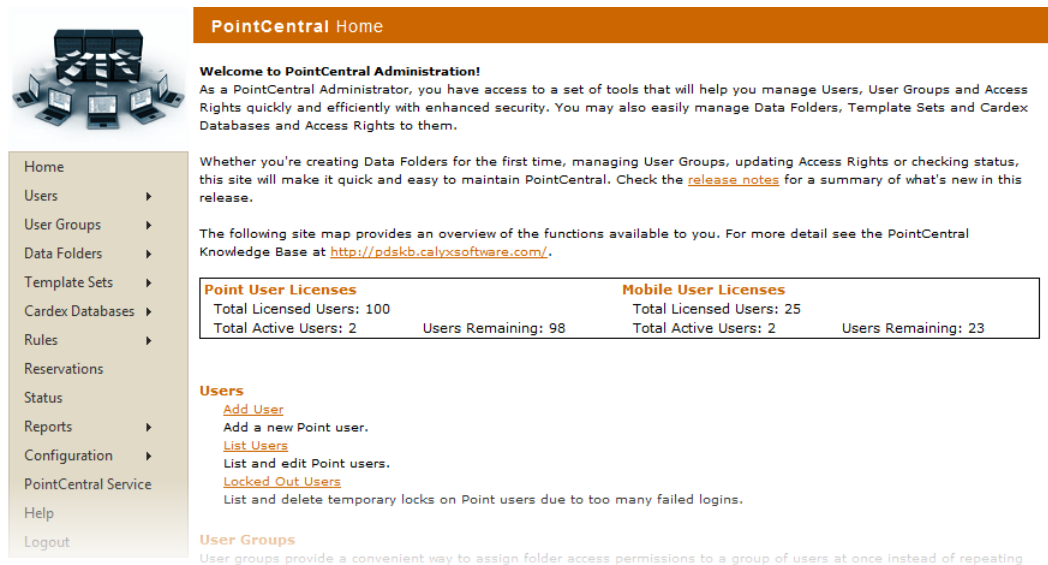 PointCentral Home
Welcome to PointCentral Administration!
As a PointCentral Administrator, you have access to a set of tools that will help you manage Users, User Groups and Access
Rights quickly and efficiently with enhanced security. You may also easily manage Data Folders, Template Sets and Cardex
Databases and Access Rights to them.
Whether you're creating Data Folders for the first time, managing User Groups, updating Access Rights or checking status,
this site will make it quick and easy to maintain PointCentral. Check the release notes for a summary of what's new in this
release.
The following site map provides an overview of the functions available to you. For more detail see the PointCentral
Knowledge Base at http://pdskb.calyxsoftware.com/.
Home
Users
User Groups
Data Folders
Template Sets
Cardex Databases
Rules
Reservations
Status
Reports
Configuration
PointCentral Service
Help
Logout
Point User Licenses
Total Licensed Users: 100
Total Active Users: 2 Users Remaining: 98
Mobile User Licenses
Total Licensed Users: 25
Total Active Users: 2 Users Remaining: 23
Users
Add User
Add a new Point user.
List Users
List and edit Point users.
Locked Out Users
List and delete temporary locks on Point users due to too many failed logins.
User Groups
User groups provide a convenient way to assign folder access permissions to a group of users at once instead of repeating